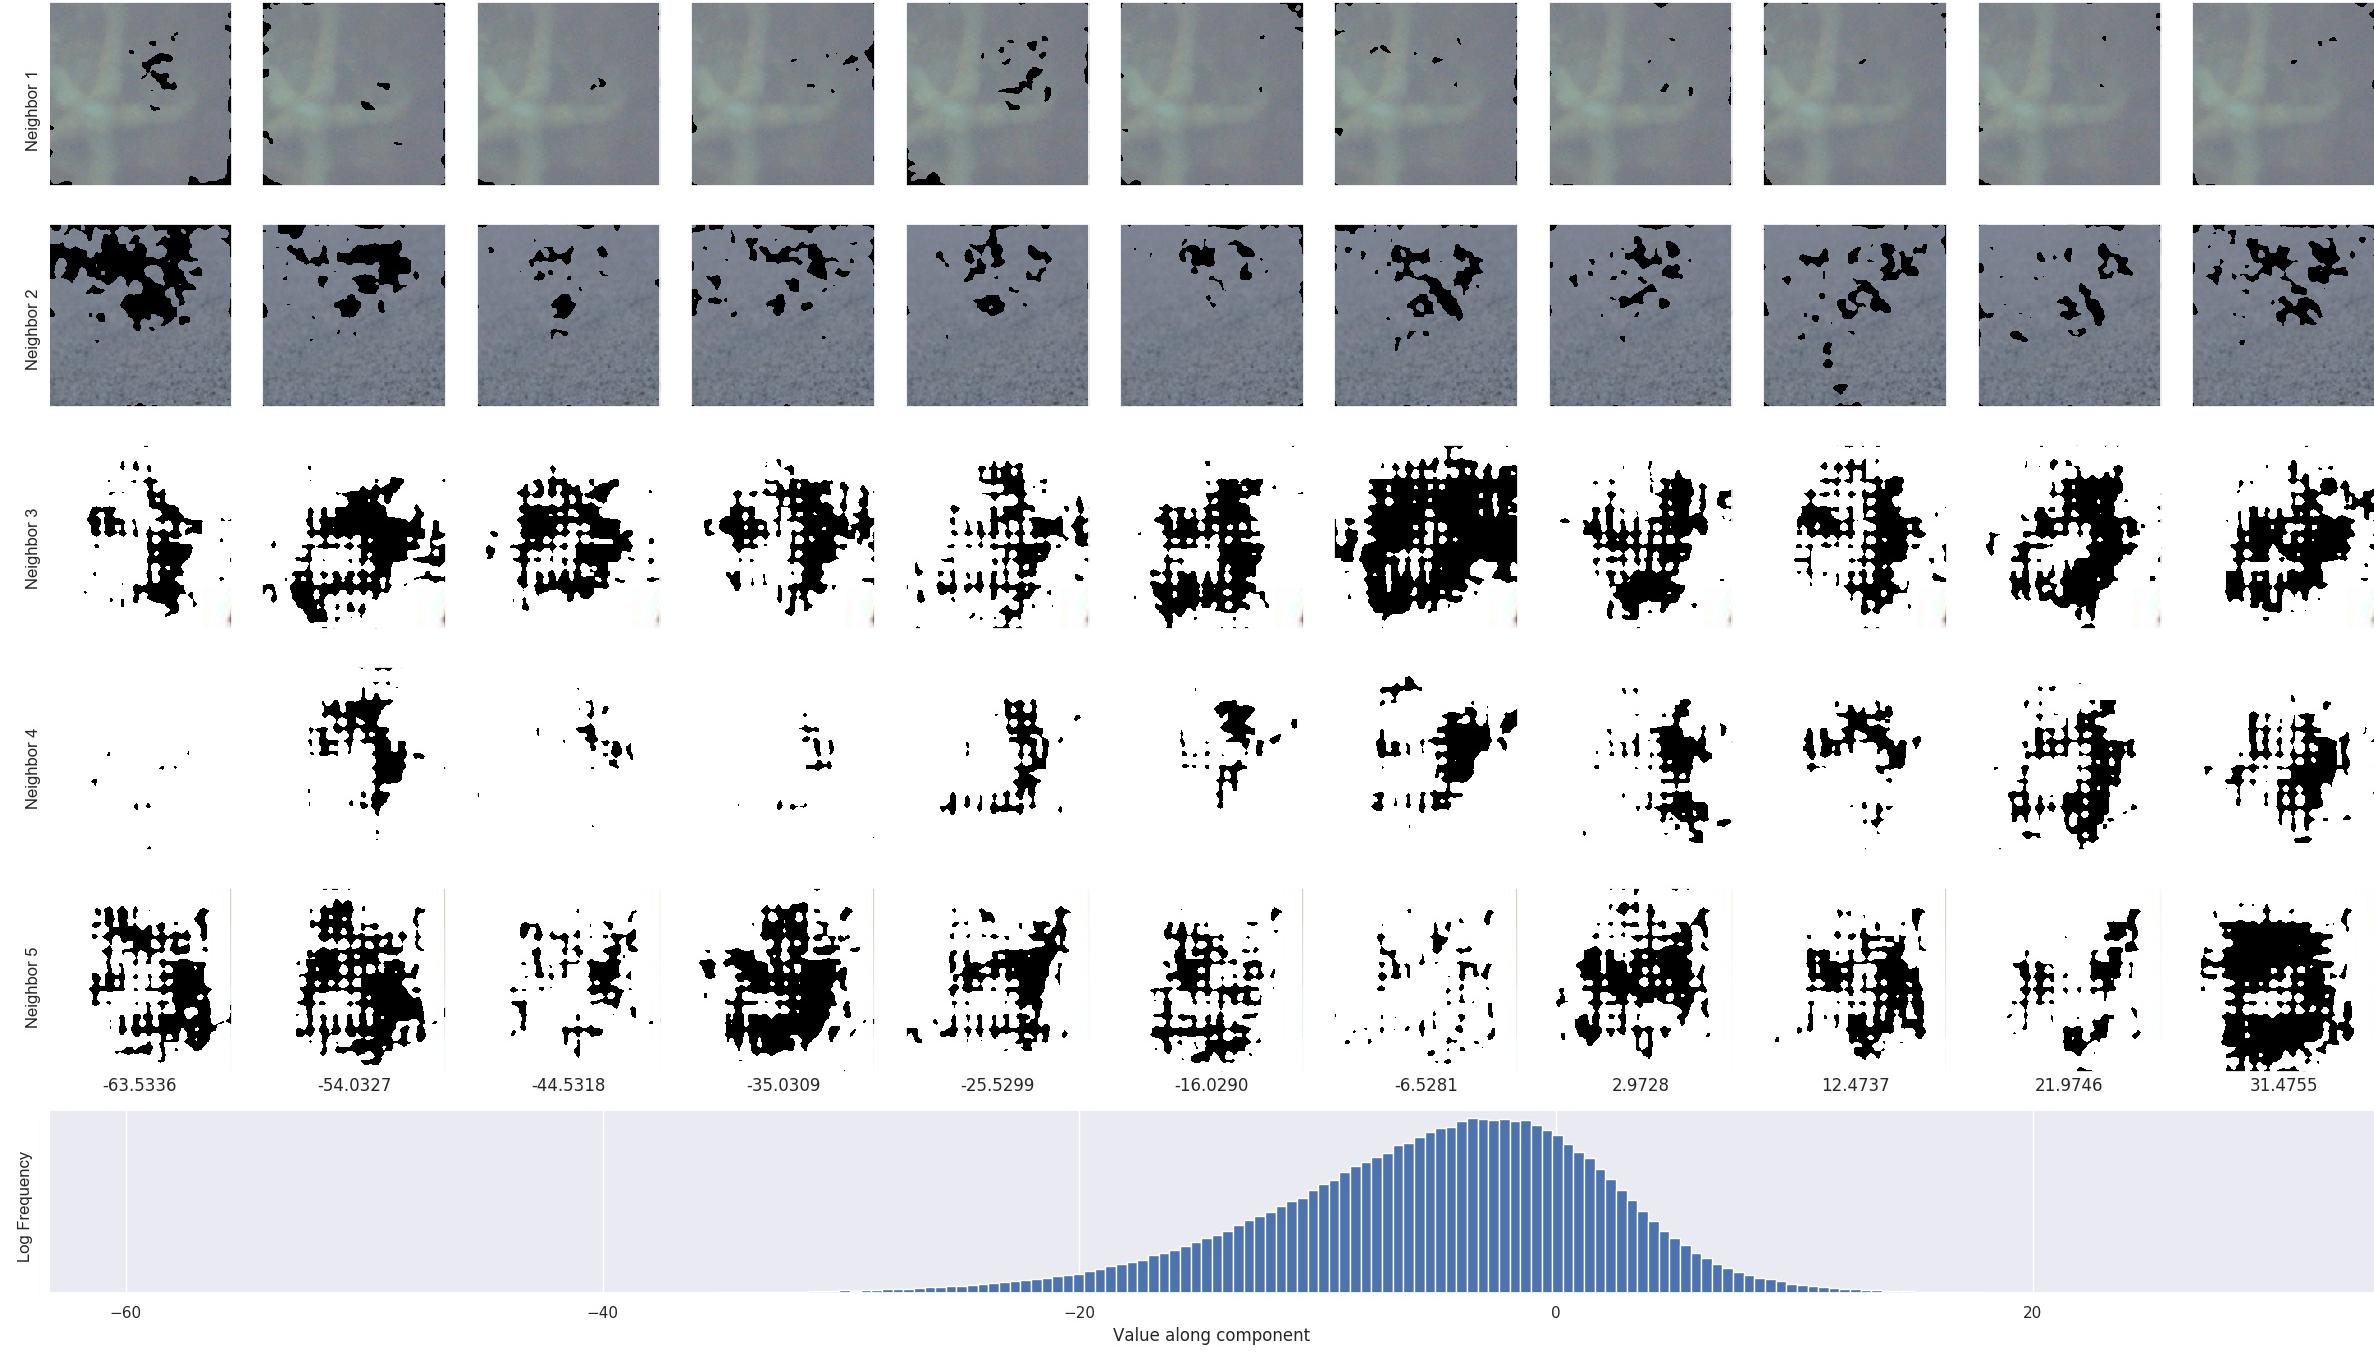 Neighbor 1
Neighbor 2
Neighbor 3
Neighbor 4
Neighbor 5
-63.5336 -54.0327 -44.5318 -35.0309 -25.5299 -16.0290 -6.5281 2.9728 12.4737 21.9746 31.4755
Log Frequency
−60 −40 −20 0 20
Value along component